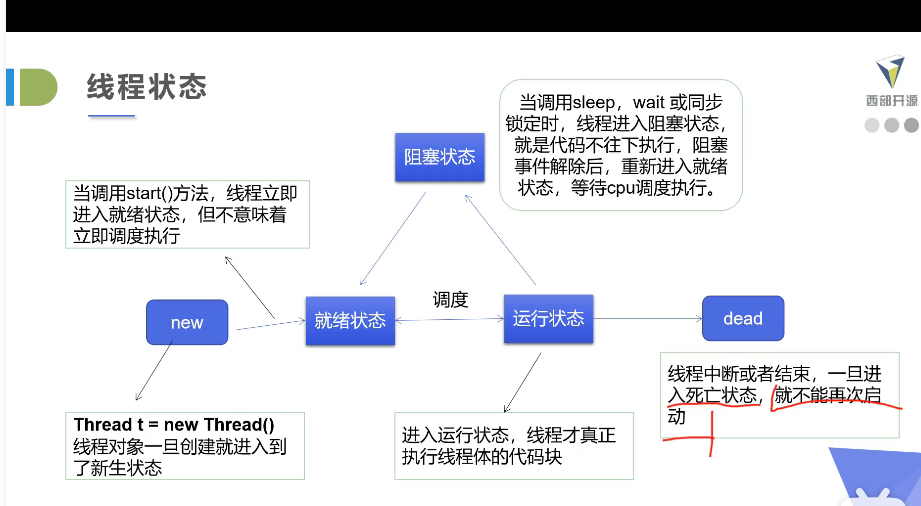 线程状态
西部开源
当调用sleep，wait 或同步
锁定时，线程进入阻塞状态，
就是代码不往下执行，阻塞
事件解除后，重新进入就绪
状态，等待cpu调度执行。
阻塞状态
当调用start()方法，线程立即
进入就绪状态，但不意味着
立即调度执行
new
就绪状态
调度
运行状态
dead
线程中断或者结束，一旦进
入死亡状态，就不能再次启
动
Thread t = new Thread()
线程对象一旦创建就进入到
了新生状态
进入运行状态，线程才真正
执行线程体的代码块